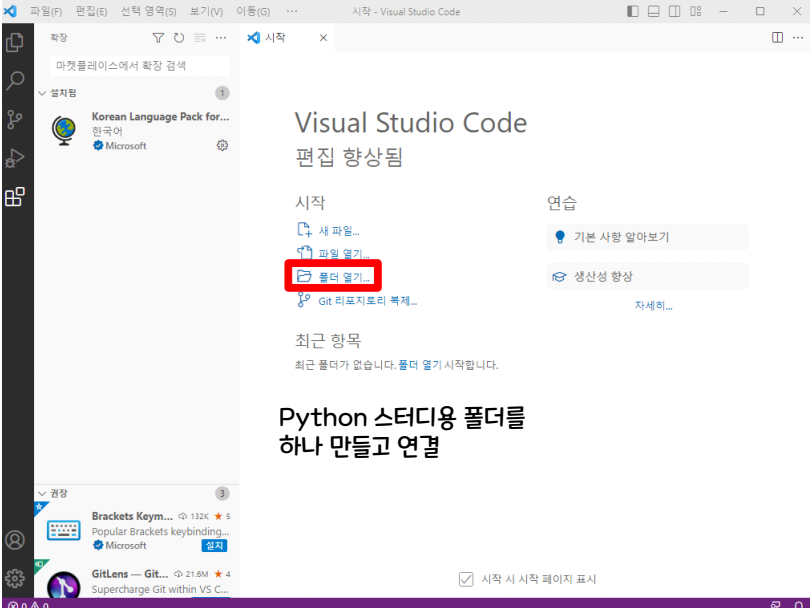 파일(F) 편집(E) 선택 영역(S) 보기(V) 이동(G) ··· 시작 - Visual Studio Code
확장
시작
마켓플레이스에서 확장 검색
설치됨 1
Korean Language Pack for...
한국어
Microsoft
Visual Studio Code
편집 향상됨
시작
새 파일...
파일 열기...
폴더 열기...
Git 리포지토리 복제...
연습
기본 사항 알아보기
생산성 향상
자세히...
최근 항목
최근 폴더가 없습니다. 폴더 열기 시작합니다.
Python 스터디용 폴더를
하나 만들고 연결
권장 3
Brackets Keym... 132K ★ 5
Popular Brackets keybinding...
Microsoft 설치
GitLens — Git... 21.6M ★ 4
Supercharge Git within VS C...
시작 시 시작 페이지 표시
0 0